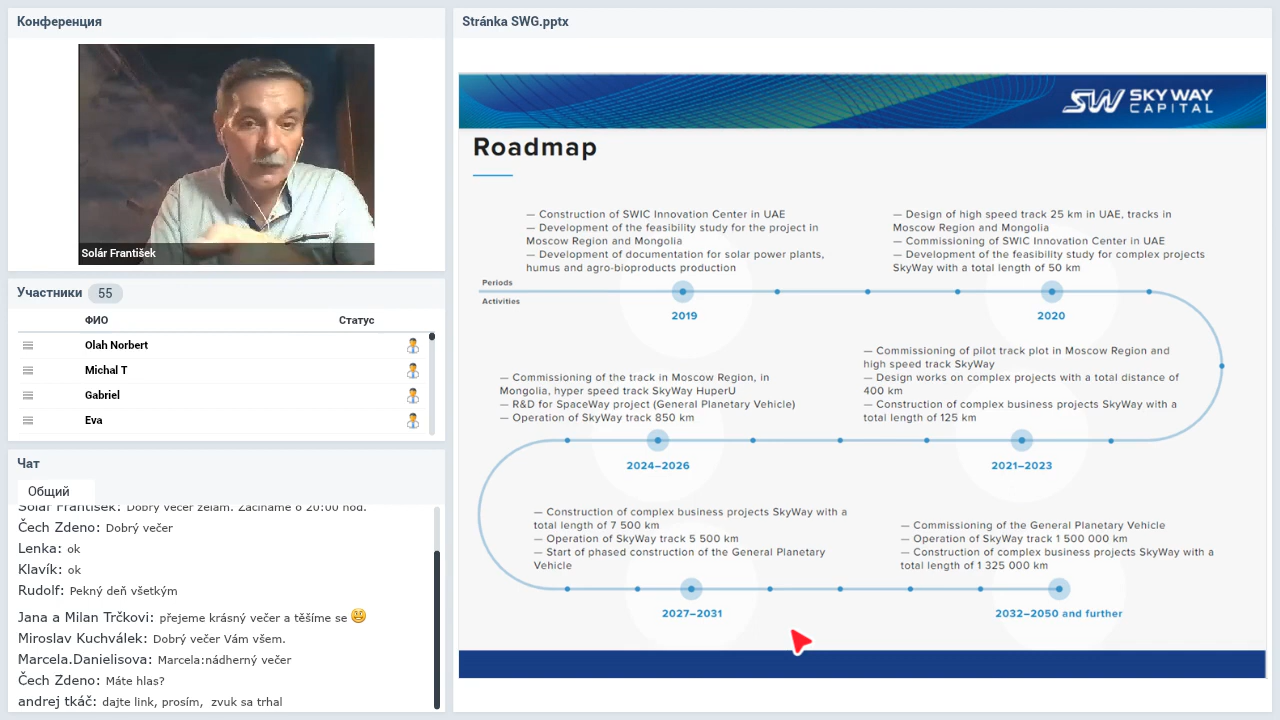 Конференция
Solár František
Участники 55
ФИО Статус
Olah Norbert
Michal T
Gabriel
Eva
Чат
Общий
Solár František: Dobrý večer želám. Začíname o 20:00 hod.
Čech Zdeno: Dobrý večer
Lenka: ok
Klavík: ok
Rudolf: Pekný deň všetkým
Jana a Milan Trčkovi: přejeme krásný večer a těšíme se
Miroslav Kuchválek: Dobrý večer Vám všem.
Marcela.Danielisova: Marcela:nádherný večer
Čech Zdeno: Máte hlas?
andrej tkáč: dajte link, prosím, zvuk sa trhal
Stránka SWG.pptx
SW SKY WAY
CAPITAL
Roadmap
— Construction of SWIC Innovation Center in UAE
— Development of the feasibility study for the project in
Moscow Region and Mongolia
— Development of documentation for solar power plants,
humus and agro-bioproducts production
— Design of high speed track 25 km in UAE, tracks in
Moscow Region and Mongolia
— Commissioning of SWIC Innovation Center in UAE
— Development of the feasibility study for complex projects
SkyWay with a total length of 50 km
Periods
Activities
2019
2020
— Commissioning of the track in Moscow Region, in
Mongolia, hyper speed track SkyWay HuperU
— R&D for SpaceWay project (General Planetary Vehicle)
— Operation of SkyWay track 850 km
— Commissioning of pilot track plot in Moscow Region and
high speed track SkyWay
— Design works on complex projects with a total distance of
400 km
— Construction of complex business projects SkyWay with a
total length of 125 km
2024–2026
2021–2023
— Construction of complex business projects SkyWay with a
total length of 7 500 km
— Operation of SkyWay track 5 500 km
— Start of phased construction of the General Planetary
Vehicle
— Commissioning of the General Planetary Vehicle
— Operation of SkyWay track 1 500 000 km
— Construction of complex business projects SkyWay with a
total length of 1 325 000 km
2027–2031
2032–2050 and further